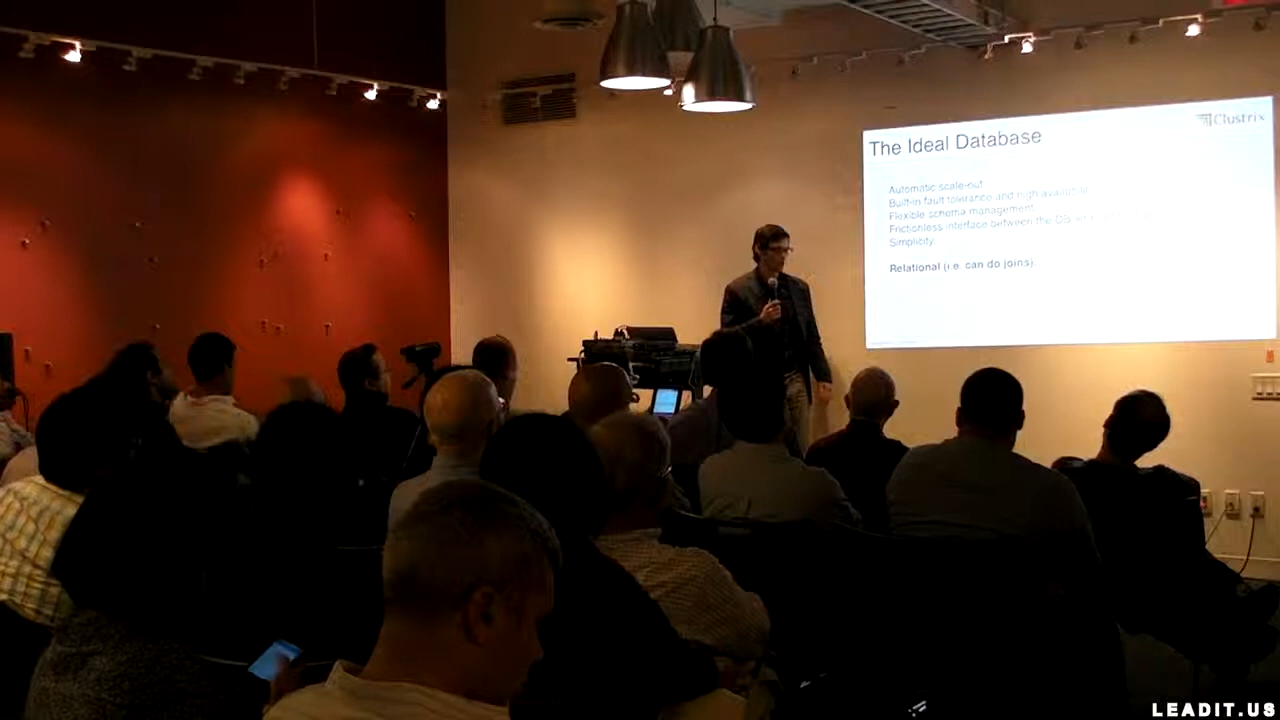 Clustrix
The Ideal Database
Automatic scale-out
Built-in fault tolerance and high availability
Flexible schema management
Frictionless interface between the DB
Simplicity
Relational (i.e. can do joins)
LEADIT.US